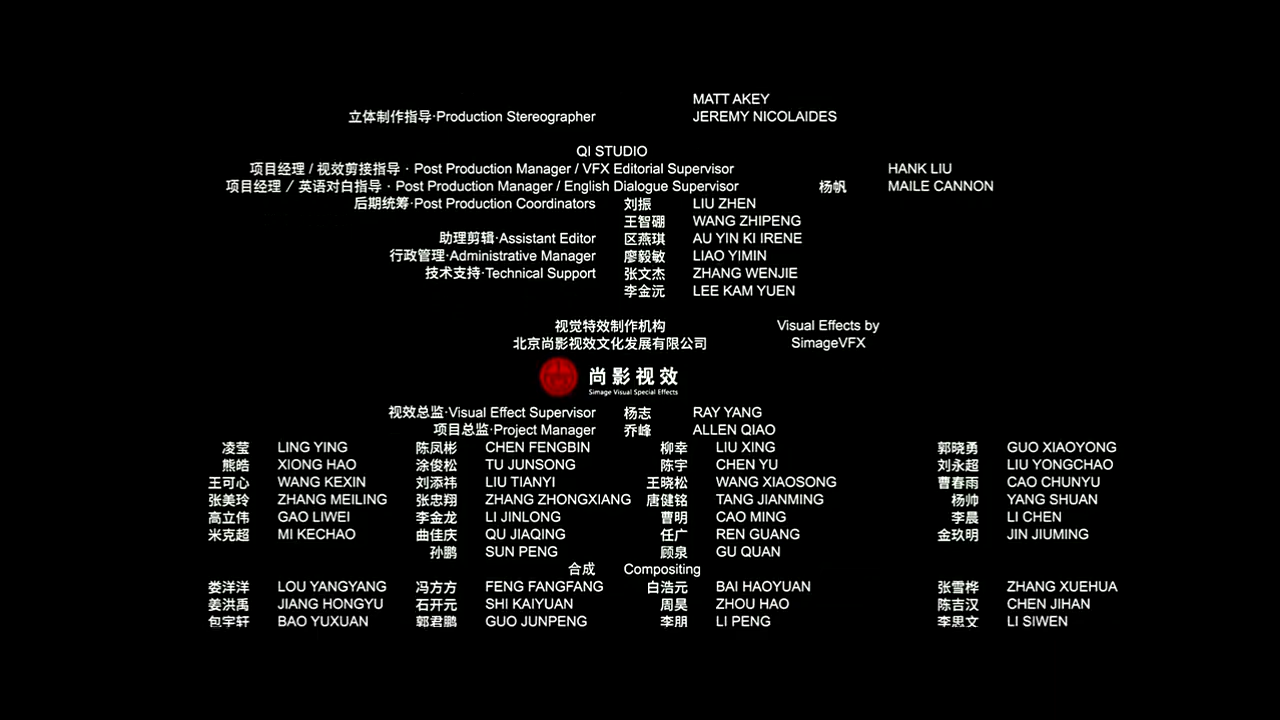 MATT AKEY
立体制作指导·Production Stereographer JEREMY NICOLAIDES
QI STUDIO
项目经理 / 视效剪接指导 · Post Production Manager / VFX Editorial Supervisor HANK LIU
项目经理 / 英语对白指导 · Post Production Manager / English Dialogue Supervisor 杨帆 MAILE CANNON
后期统筹·Post Production Coordinators 刘振 LIU ZHEN
王智硼 WANG ZHIPENG
助理剪辑·Assistant Editor 区燕琪 AU YIN KI IRENE
行政管理·Administrative Manager 廖毅敏 LIAO YIMIN
技术支持·Technical Support 张文杰 ZHANG WENJIE
李金沅 LEE KAM YUEN
视觉特效制作机构 Visual Effects by
北京尚影视效文化发展有限公司 SimageVFX
尚影视效
Simage Visual Special Effects
视效总监·Visual Effect Supervisor 杨志 RAY YANG
项目总监·Project Manager 乔峰 ALLEN QIAO
凌莹 LING YING 陈凤彬 CHEN FENGBIN 柳幸 LIU XING 郭晓勇 GUO XIAOYONG
熊皓 XIONG HAO 涂俊松 TU JUNSONG 陈宇 CHEN YU 刘永超 LIU YONGCHAO
王可心 WANG KEXIN 刘添祎 LIU TIANYI 王晓松 WANG XIAOSONG 曹春雨 CAO CHUNYU
张美玲 ZHANG MEILING 张忠翔 ZHANG ZHONGXIANG 唐健铭 TANG JIANMING 杨帅 YANG SHUAN
高立伟 GAO LIWEI 李金龙 LI JINLONG 曹明 CAO MING 李晨 LI CHEN
米克超 MI KECHAO 曲佳庆 QU JIAQING 任广 REN GUANG 金玖明 JIN JIUMING
孙鹏 SUN PENG 顾泉 GU QUAN
合成 Compositing
娄洋洋 LOU YANGYANG 冯方方 FENG FANGFANG 白浩元 BAI HAOYUAN 张雪桦 ZHANG XUEHUA
姜洪禹 JIANG HONGYU 石开元 SHI KAIYUAN 周昊 ZHOU HAO 陈吉汉 CHEN JIHAN
包宇轩 BAO YUXUAN 郭君鹏 GUO JUNPENG 李朋 LI PENG 李思文 LI SIWEN